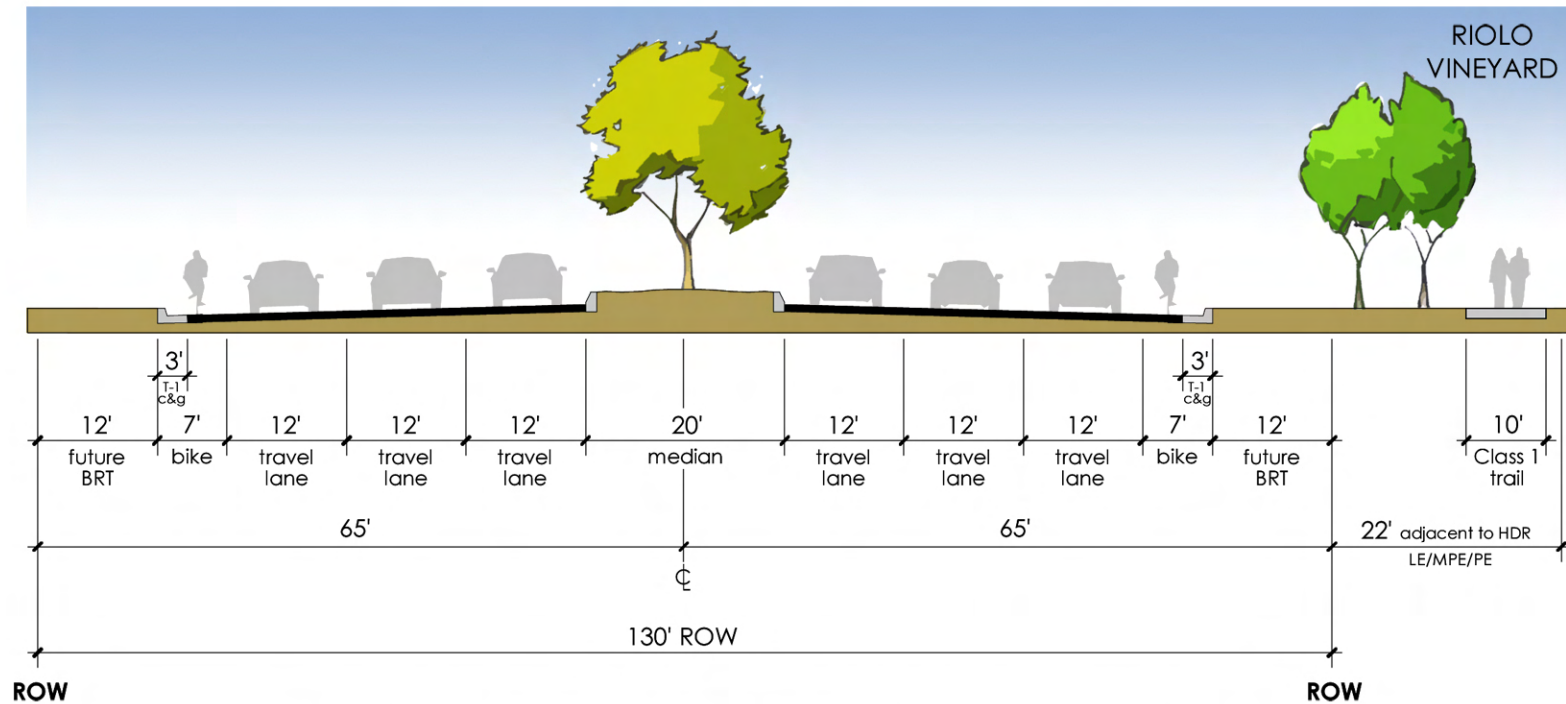 RIOLO
VINEYARD
3' 3'
T-1 T-1
c&g c&g
12' 7' 12' 12' 12' 20' 12' 12' 12' 7' 12' 10'
future bike travel travel travel median travel travel travel bike future Class 1
BRT lane lane lane lane lane lane BRT trail
65' 65' 22' adjacent to HDR
LE/MPE/PE
℄
130' ROW
ROW ROW